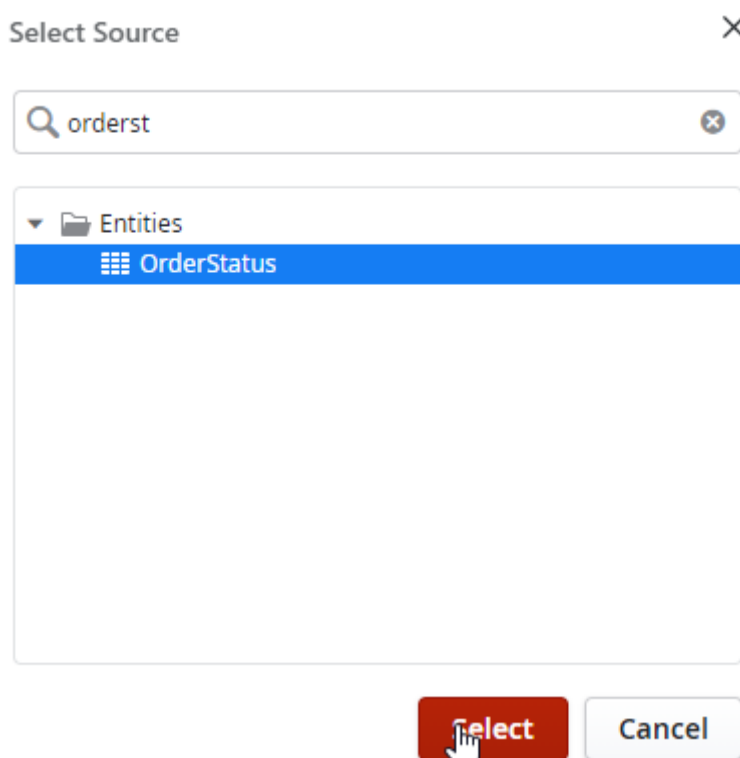 Select Source
orderst
Entities
OrderStatus
Select
Cancel